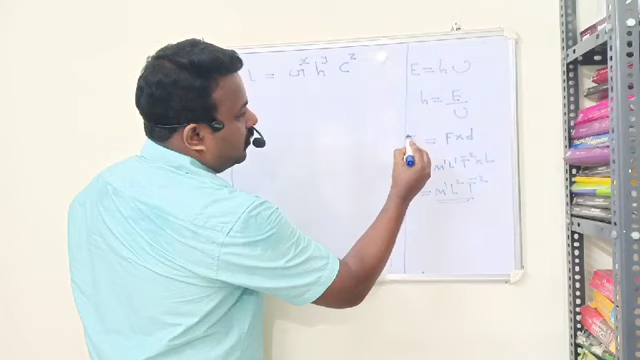 L = G^x h^y c^z
E = hυ
h = E/υ
= F×d
M¹L¹T⁻²×L
= M¹L²T⁻²